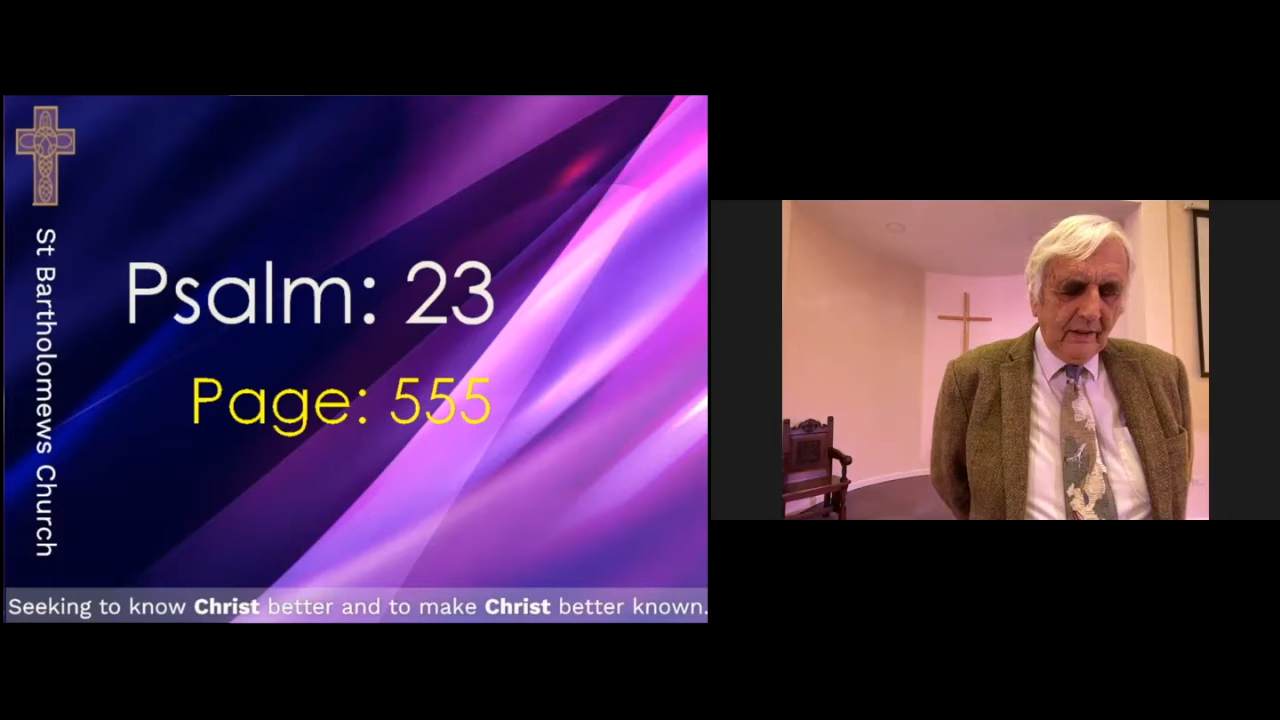 St Bartholomews Church
Psalm: 23
Page: 555
Seeking to know Christ better and to make Christ better known.